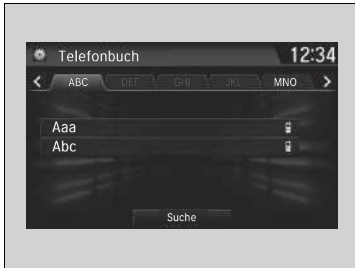 Telefonbuch 12:34
ABC DEF GHI JKL MNO
Aaa
Abc
Suche